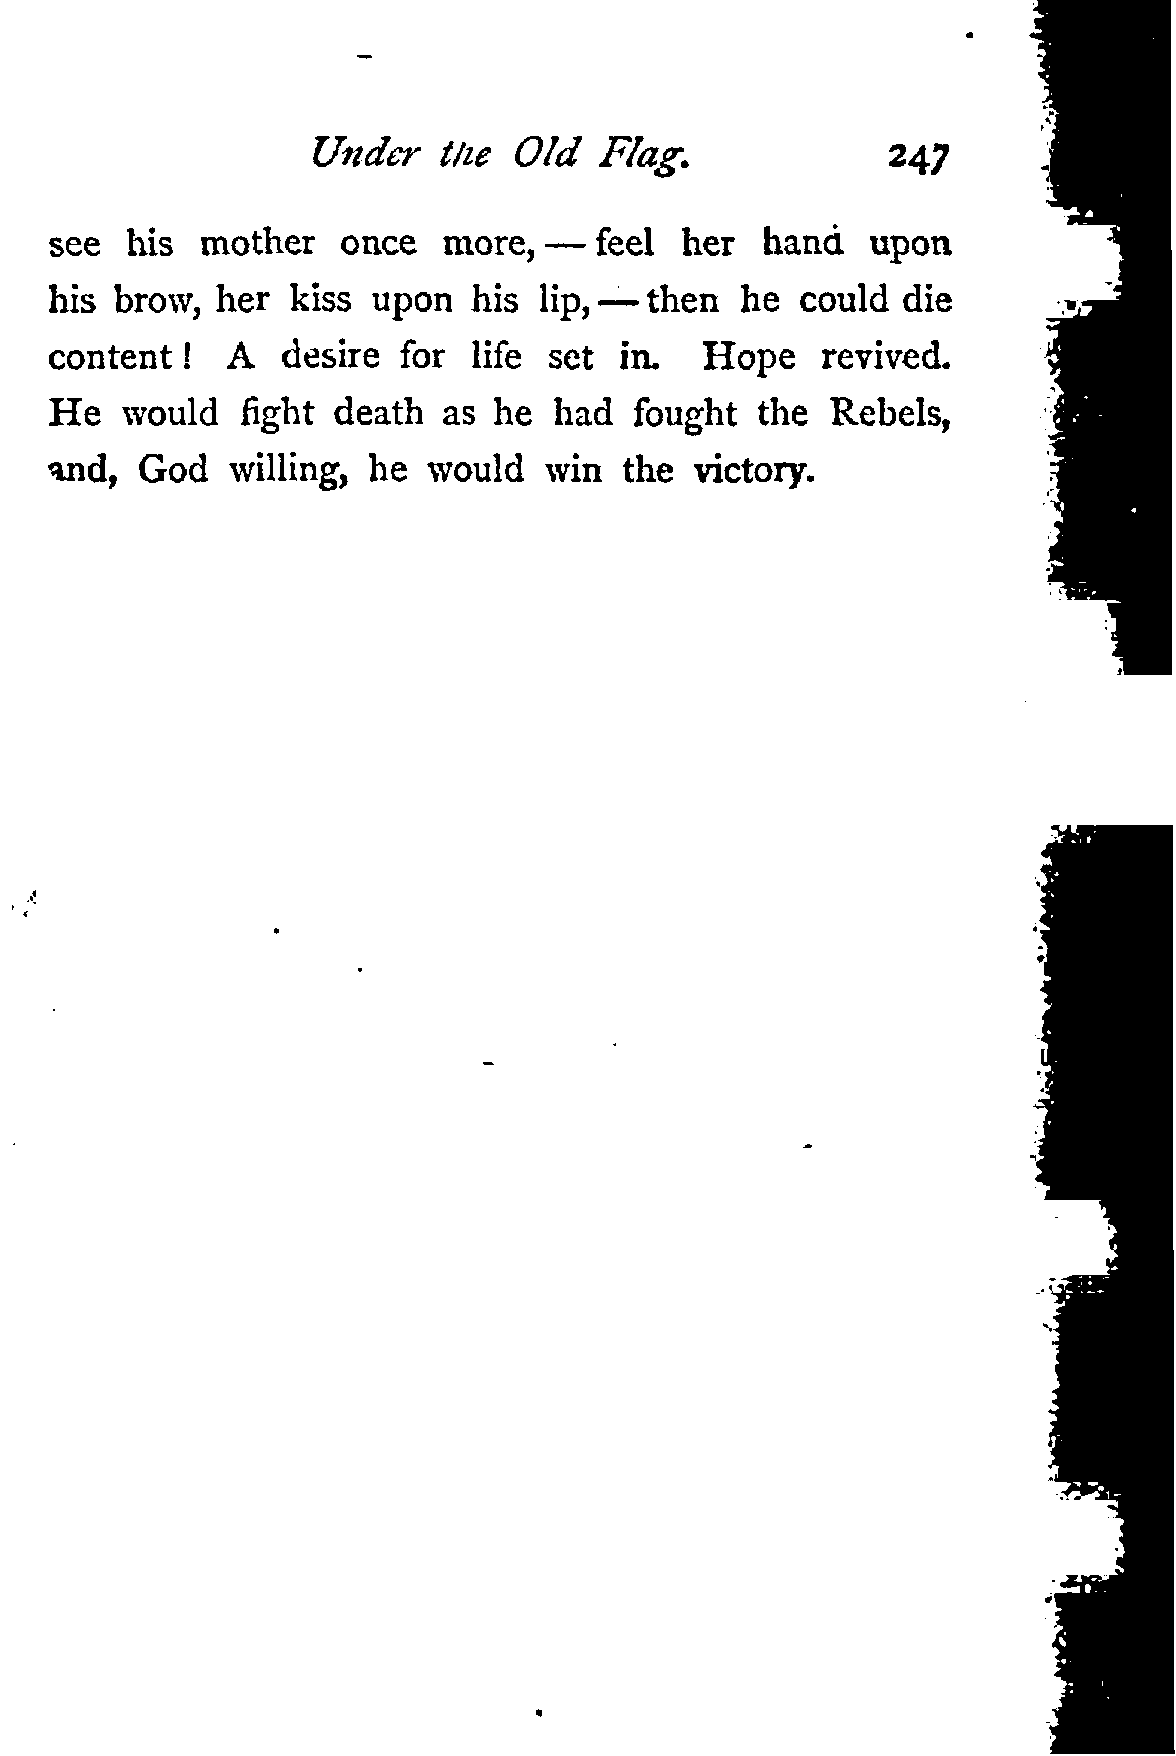 Under the Old Flag. 247
see his mother once more, — feel her hand upon
his brow, her kiss upon his lip, — then he could die
content! A desire for life set in. Hope revived.
He would fight death as he had fought the Rebels,
and, God willing, he would win the victory.